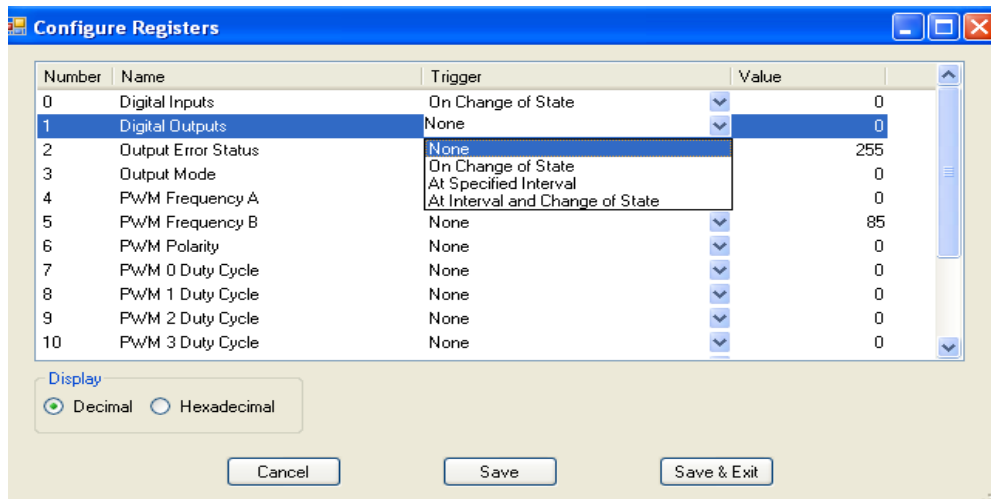 Configure Registers
Number Name Trigger Value
0 Digital Inputs On Change of State 0
1 Digital Outputs None 0
2 Output Error Status None 255
3 Output Mode On Change of State 0
At Specified Interval
4 PWM Frequency A At Interval and Change of State 0
5 PWM Frequency B None 85
6 PWM Polarity None 0
7 PWM 0 Duty Cycle None 0
8 PWM 1 Duty Cycle None 0
9 PWM 2 Duty Cycle None 0
10 PWM 3 Duty Cycle None 0
Display
Decimal Hexadecimal
Cancel Save Save & Exit